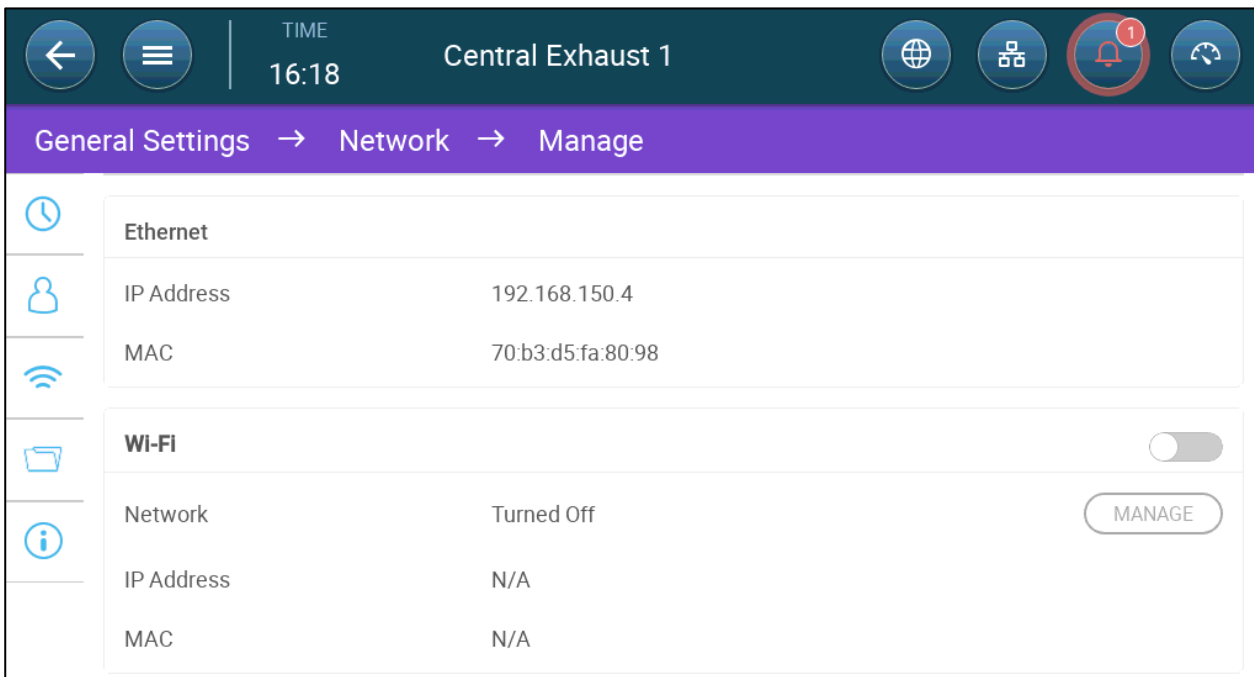 TIME
16:18
Central Exhaust 1
1
General Settings → Network → Manage
Ethernet
IP Address 192.168.150.4
MAC 70:b3:d5:fa:80:98
Wi-Fi
Network Turned Off MANAGE
IP Address N/A
MAC N/A